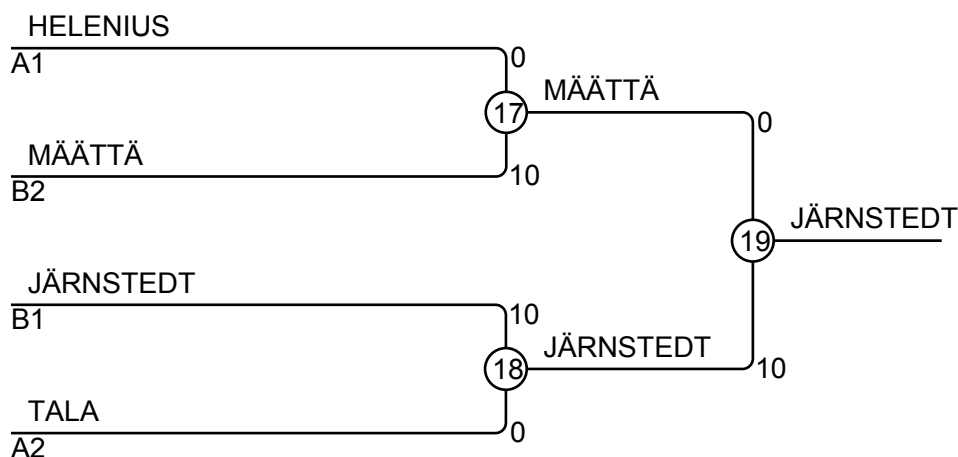 HELENIUS
A1
0
17
MÄÄTTÄ
0
MÄÄTTÄ
B2
10
19
JÄRNSTEDT
JÄRNSTEDT
B1
10
18
JÄRNSTEDT
10
TALA
A2
0